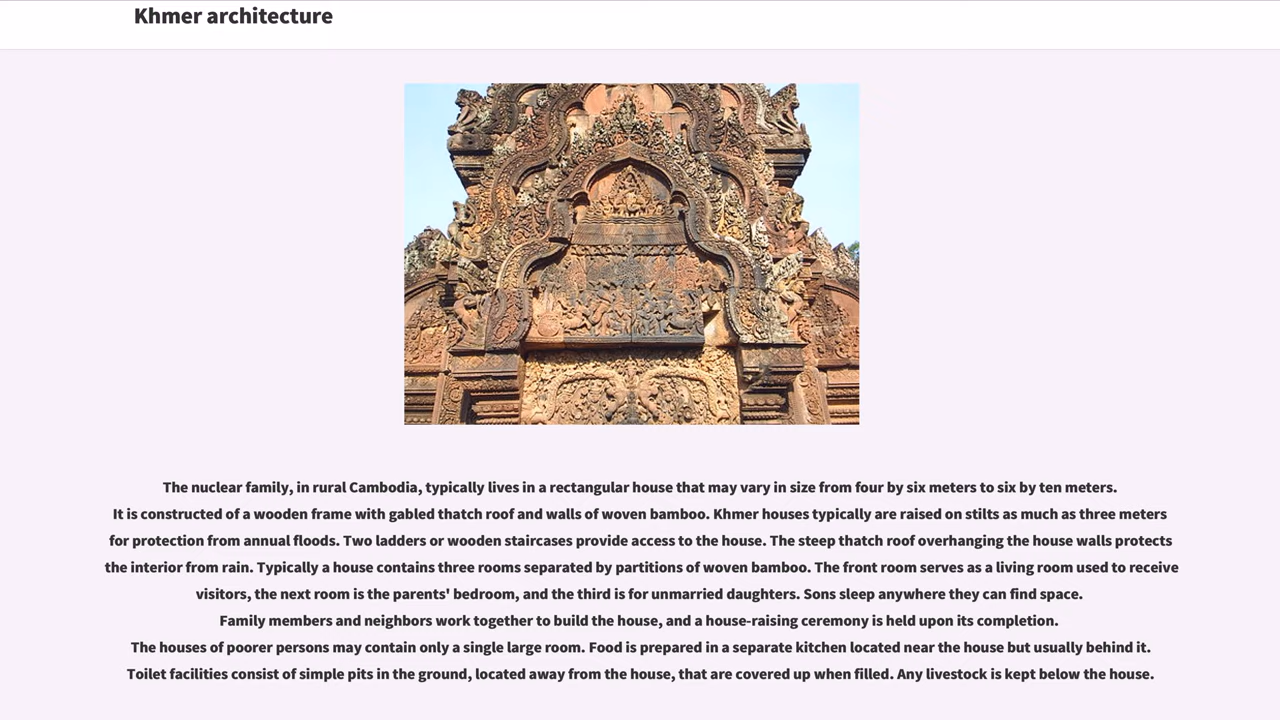 Khmer architecture
The nuclear family, in rural Cambodia, typically lives in a rectangular house that may vary in size from four by six meters to six by ten meters.
It is constructed of a wooden frame with gabled thatch roof and walls of woven bamboo. Khmer houses typically are raised on stilts as much as three meters
for protection from annual floods. Two ladders or wooden staircases provide access to the house. The steep thatch roof overhanging the house walls protects
the interior from rain. Typically a house contains three rooms separated by partitions of woven bamboo. The front room serves as a living room used to receive
visitors, the next room is the parents' bedroom, and the third is for unmarried daughters. Sons sleep anywhere they can find space.
Family members and neighbors work together to build the house, and a house-raising ceremony is held upon its completion.
The houses of poorer persons may contain only a single large room. Food is prepared in a separate kitchen located near the house but usually behind it.
Toilet facilities consist of simple pits in the ground, located away from the house, that are covered up when filled. Any livestock is kept below the house.